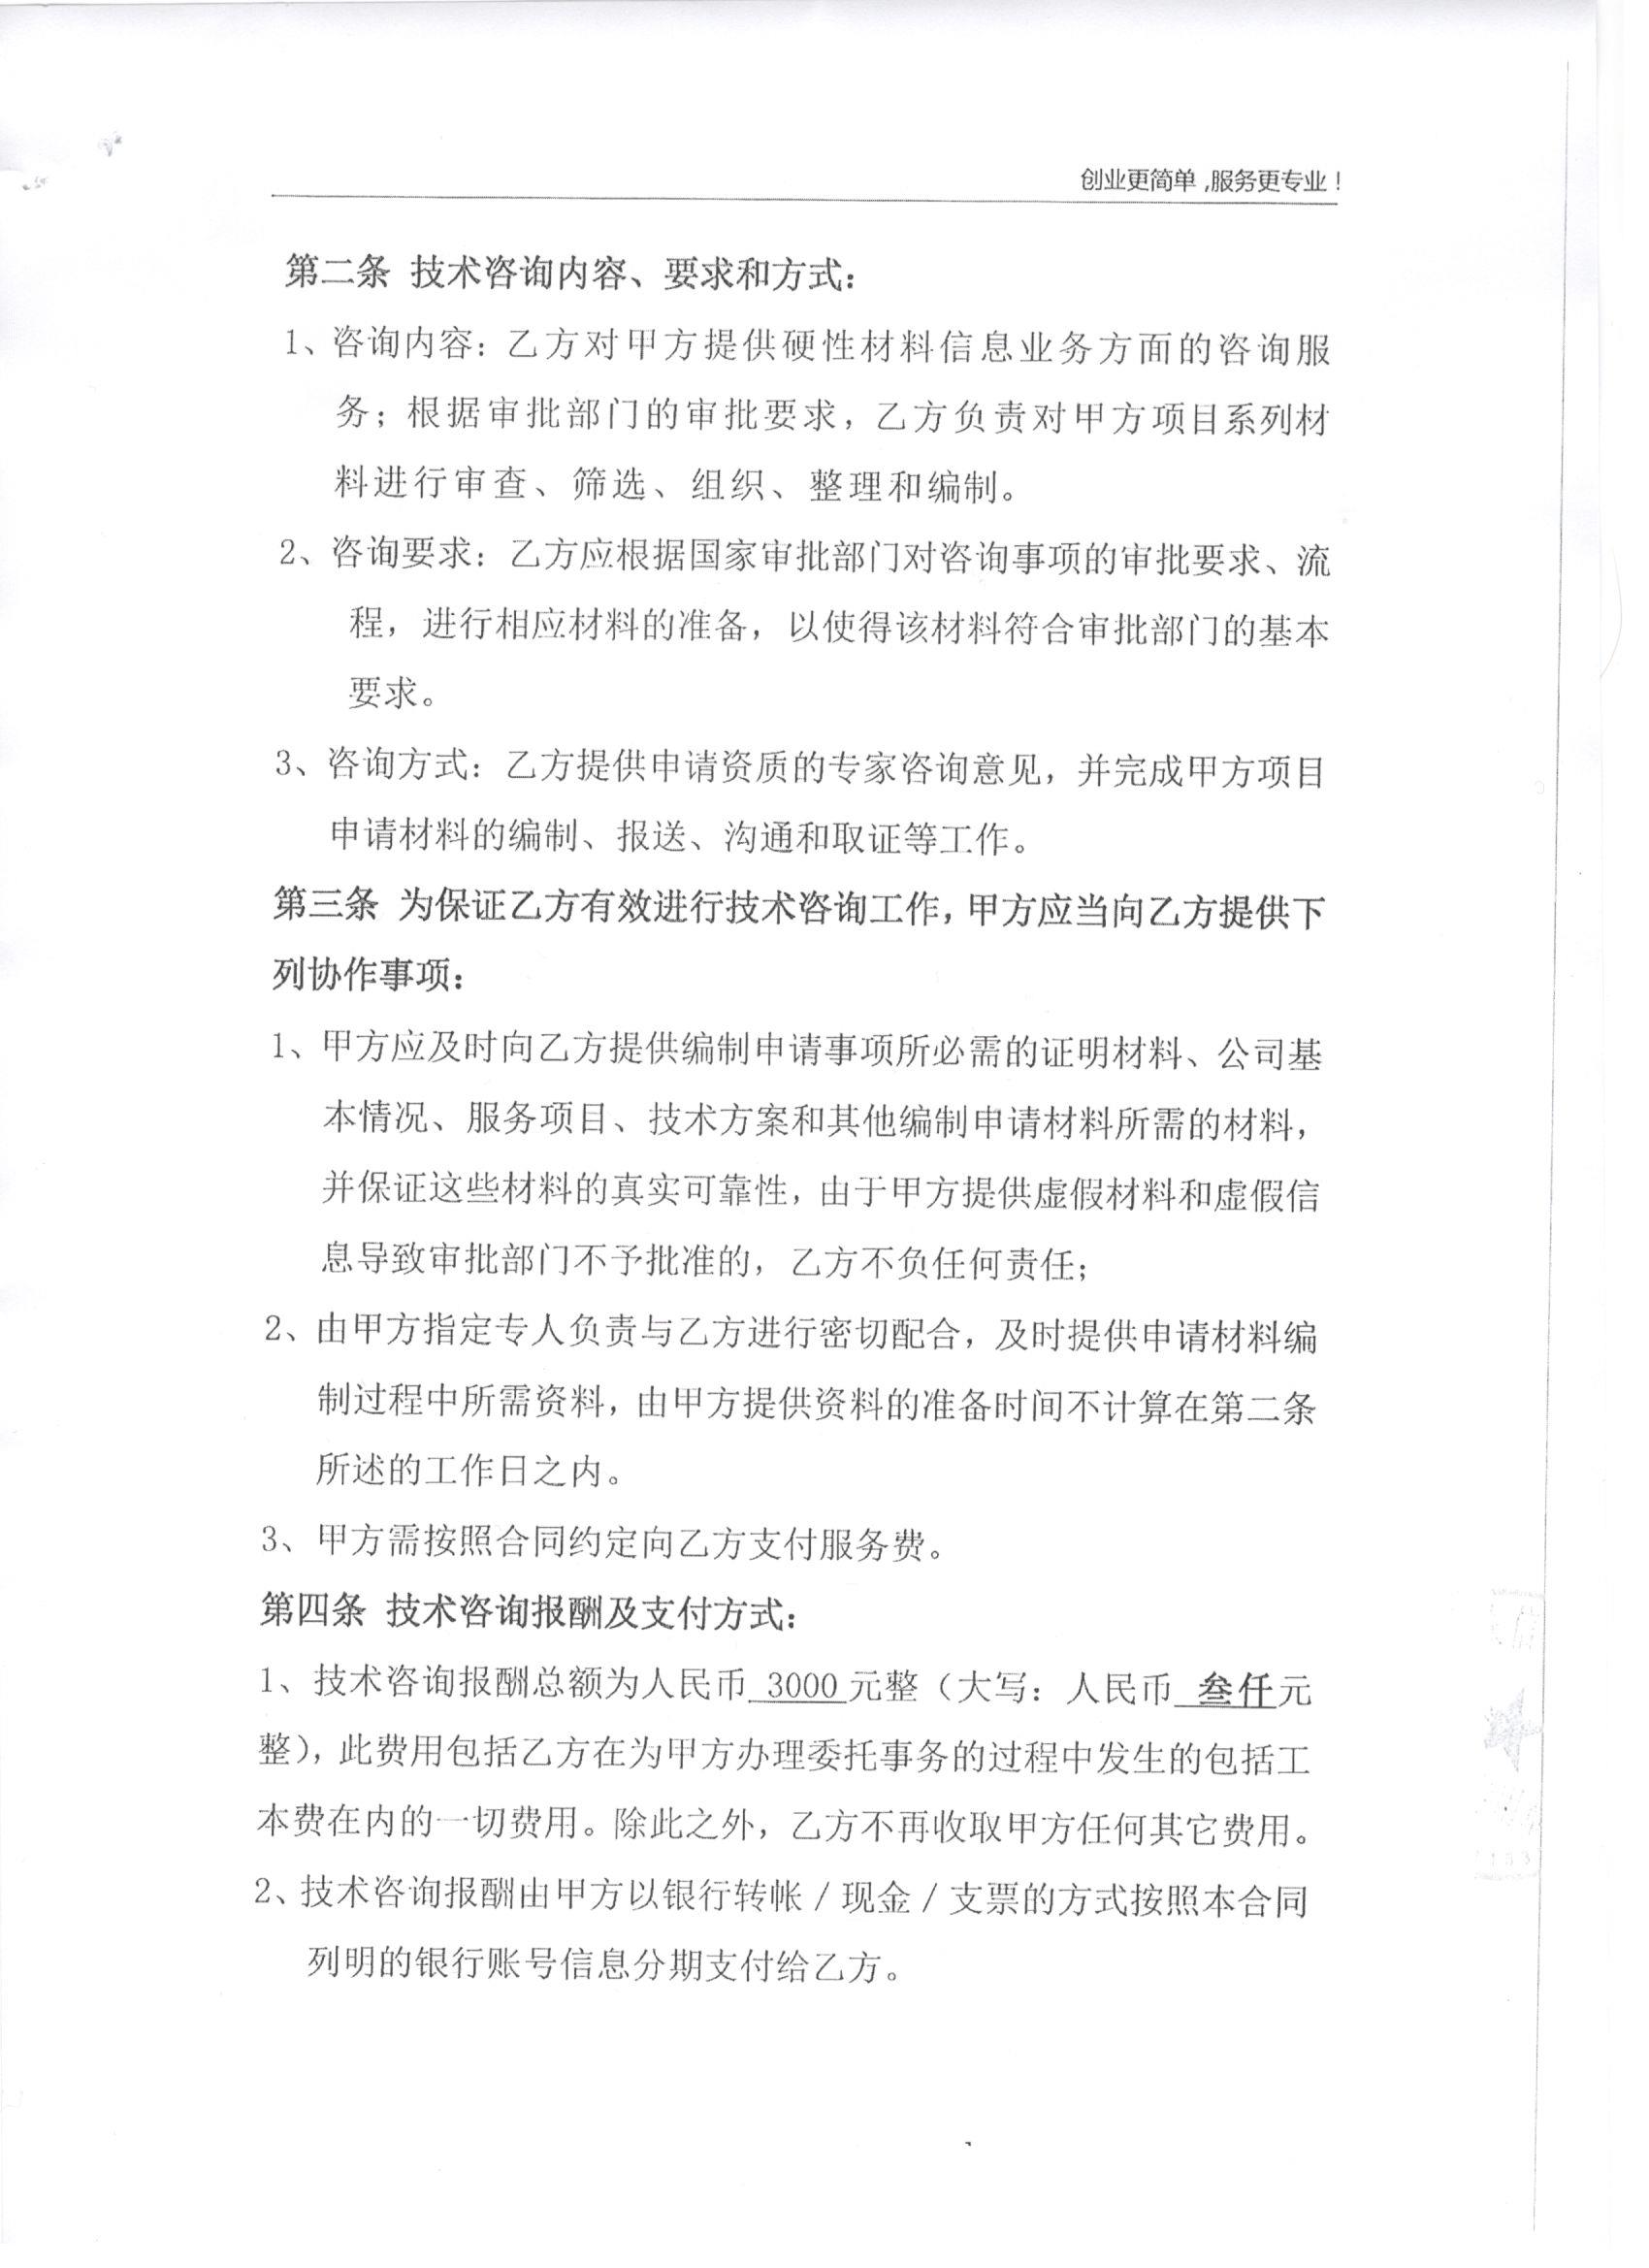 创业更简单,服务更专业！
第二条 技术咨询内容、要求和方式：
1、咨询内容：乙方对甲方提供硬性材料信息业务方面的咨询服
务；根据审批部门的审批要求，乙方负责对甲方项目系列材
料进行审查、筛选、组织、整理和编制。
2、咨询要求：乙方应根据国家审批部门对咨询事项的审批要求、流
程，进行相应材料的准备，以使得该材料符合审批部门的基本
要求。
3、咨询方式：乙方提供申请资质的专家咨询意见，并完成甲方项目
申请材料的编制、报送、沟通和取证等工作。
第三条 为保证乙方有效进行技术咨询工作，甲方应当向乙方提供下
列协作事项：
1、甲方应及时向乙方提供编制申请事项所必需的证明材料、公司基
本情况、服务项目、技术方案和其他编制申请材料所需的材料，
并保证这些材料的真实可靠性，由于甲方提供虚假材料和虚假信
息导致审批部门不予批准的，乙方不负任何责任；
2、由甲方指定专人负责与乙方进行密切配合，及时提供申请材料编
制过程中所需资料，由甲方提供资料的准备时间不计算在第二条
所述的工作日之内。
3、甲方需按照合同约定向乙方支付服务费。
第四条 技术咨询报酬及支付方式：
1、技术咨询报酬总额为人民币 3000 元整（大写：人民币 叁仟元
整），此费用包括乙方在为甲方办理委托事务的过程中发生的包括工
本费在内的一切费用。除此之外，乙方不再收取甲方任何其它费用。
2、技术咨询报酬由甲方以银行转帐/现金/支票的方式按照本合同
列明的银行账号信息分期支付给乙方。